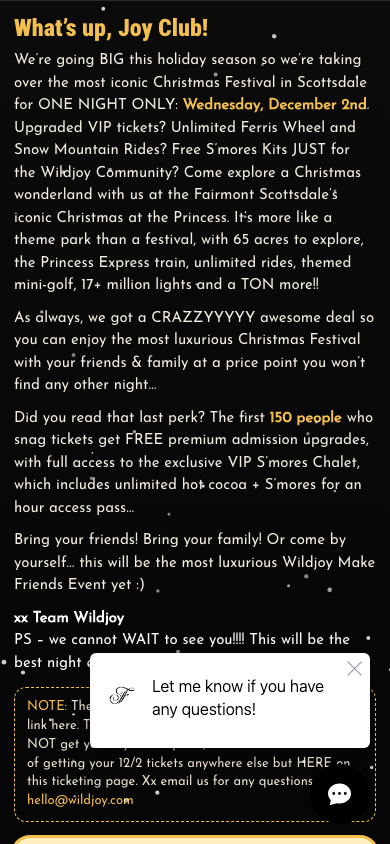 What's up, Joy Club!
We're going BIG this holiday season so we're taking
over the most iconic Christmas Festival in Scottsdale
for ONE NIGHT ONLY: Wednesday, December 2nd.
Upgraded VIP tickets? Unlimited Ferris Wheel and
Snow Mountain Rides? Free S'mores Kits JUST for
the Wildjoy Community? Come explore a Christmas
wonderland with us at the Fairmont Scottsdale's
iconic Christmas at the Princess. It's more like a
theme park than a festival, with 65 acres to explore,
the Princess Express train, unlimited rides, themed
mini-golf, 17+ million lights and a TON more!!
As always, we got a CRAZZYYYYY awesome deal so
you can enjoy the most luxurious Christmas Festival
with your friends & family at a price point you won't
find any other night...
Did you read that last perk? The first 150 people who
snag tickets get FREE premium admission upgrades,
with full access to the exclusive VIP S'mores Chalet,
which includes unlimited hot cocoa + S'mores for an
hour access pass...
Bring your friends! Bring your family! Or come by
yourself... this will be the most luxurious Wildjoy Make
Friends Event yet :)
xx Team Wildjoy
PS – we cannot WAIT to see you!!!! This will be the
best night
Let me know if you have
any questions!
NOTE: The
link here.
NOT get
of getting your 12/2 tickets anywhere else but HERE on
this ticketing page. Xx email us for any questions
hello@wildjoy.com